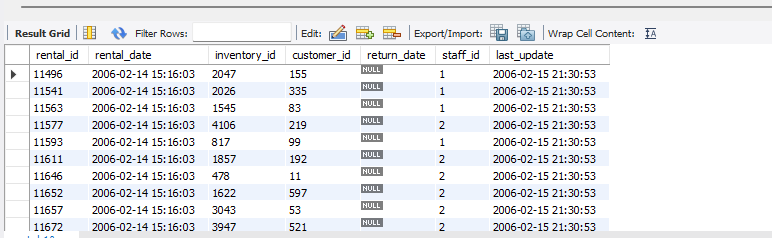 Result Grid Filter Rows: Edit: Export/Import: Wrap Cell Content: IA
rental_id rental_date inventory_id customer_id return_date staff_id last_update
11496 2006-02-14 15:16:03 2047 155 NULL 1 2006-02-15 21:30:53
11541 2006-02-14 15:16:03 2026 335 NULL 1 2006-02-15 21:30:53
11563 2006-02-14 15:16:03 1545 83 NULL 1 2006-02-15 21:30:53
11577 2006-02-14 15:16:03 4106 219 NULL 2 2006-02-15 21:30:53
11593 2006-02-14 15:16:03 817 99 NULL 1 2006-02-15 21:30:53
11611 2006-02-14 15:16:03 1857 192 NULL 2 2006-02-15 21:30:53
11646 2006-02-14 15:16:03 478 11 NULL 2 2006-02-15 21:30:53
11652 2006-02-14 15:16:03 1622 597 NULL 2 2006-02-15 21:30:53
11657 2006-02-14 15:16:03 3043 53 NULL 2 2006-02-15 21:30:53
11672 2006-02-14 15:16:03 3947 521 NULL 2 2006-02-15 21:30:53